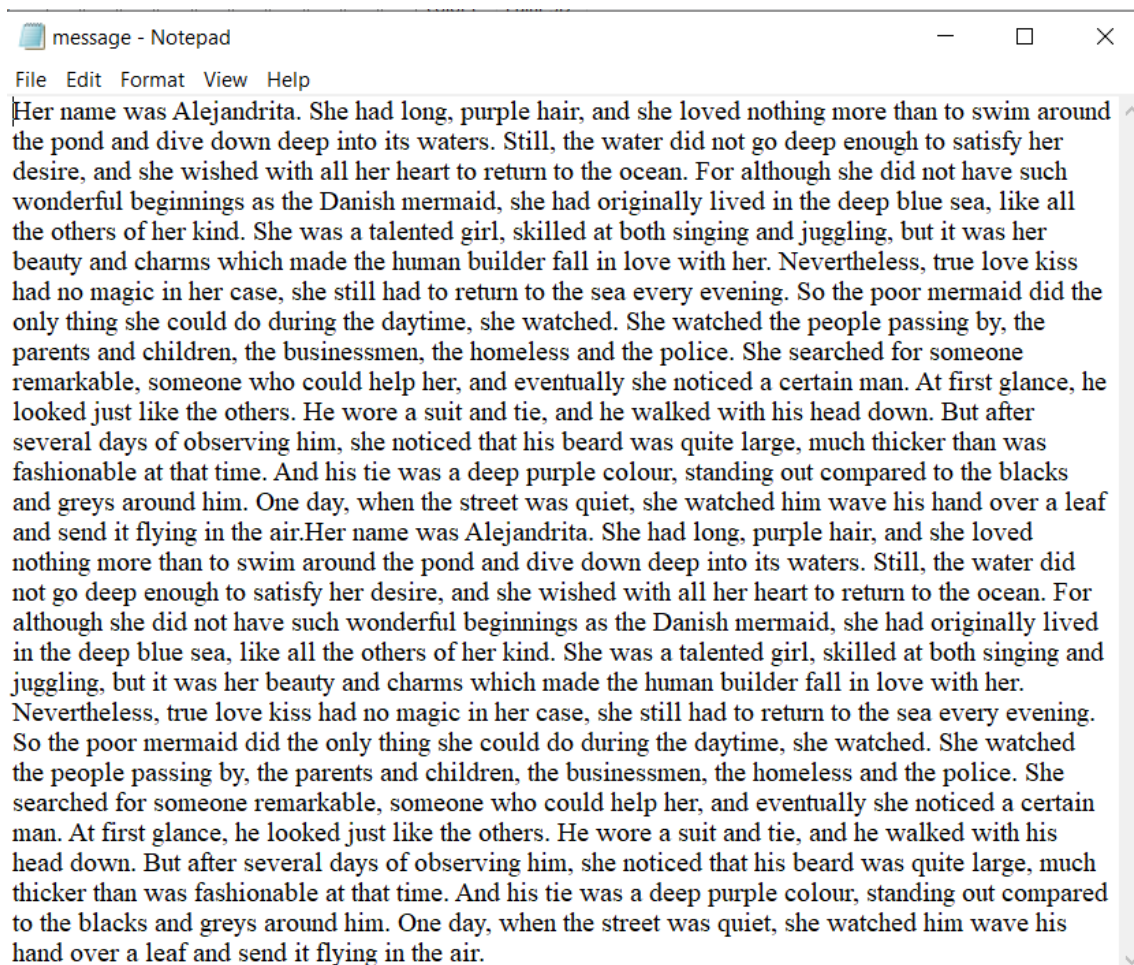 message - Notepad
File Edit Format View Help
Her name was Alejandrita. She had long, purple hair, and she loved nothing more than to swim around
the pond and dive down deep into its waters. Still, the water did not go deep enough to satisfy her
desire, and she wished with all her heart to return to the ocean. For although she did not have such
wonderful beginnings as the Danish mermaid, she had originally lived in the deep blue sea, like all
the others of her kind. She was a talented girl, skilled at both singing and juggling, but it was her
beauty and charms which made the human builder fall in love with her. Nevertheless, true love kiss
had no magic in her case, she still had to return to the sea every evening. So the poor mermaid did the
only thing she could do during the daytime, she watched. She watched the people passing by, the
parents and children, the businessmen, the homeless and the police. She searched for someone
remarkable, someone who could help her, and eventually she noticed a certain man. At first glance, he
looked just like the others. He wore a suit and tie, and he walked with his head down. But after
several days of observing him, she noticed that his beard was quite large, much thicker than was
fashionable at that time. And his tie was a deep purple colour, standing out compared to the blacks
and greys around him. One day, when the street was quiet, she watched him wave his hand over a leaf
and send it flying in the air.Her name was Alejandrita. She had long, purple hair, and she loved
nothing more than to swim around the pond and dive down deep into its waters. Still, the water did
not go deep enough to satisfy her desire, and she wished with all her heart to return to the ocean. For
although she did not have such wonderful beginnings as the Danish mermaid, she had originally lived
in the deep blue sea, like all the others of her kind. She was a talented girl, skilled at both singing and
juggling, but it was her beauty and charms which made the human builder fall in love with her.
Nevertheless, true love kiss had no magic in her case, she still had to return to the sea every evening.
So the poor mermaid did the only thing she could do during the daytime, she watched. She watched
the people passing by, the parents and children, the businessmen, the homeless and the police. She
searched for someone remarkable, someone who could help her, and eventually she noticed a certain
man. At first glance, he looked just like the others. He wore a suit and tie, and he walked with his
head down. But after several days of observing him, she noticed that his beard was quite large, much
thicker than was fashionable at that time. And his tie was a deep purple colour, standing out compared
to the blacks and greys around him. One day, when the street was quiet, she watched him wave his
hand over a leaf and send it flying in the air.